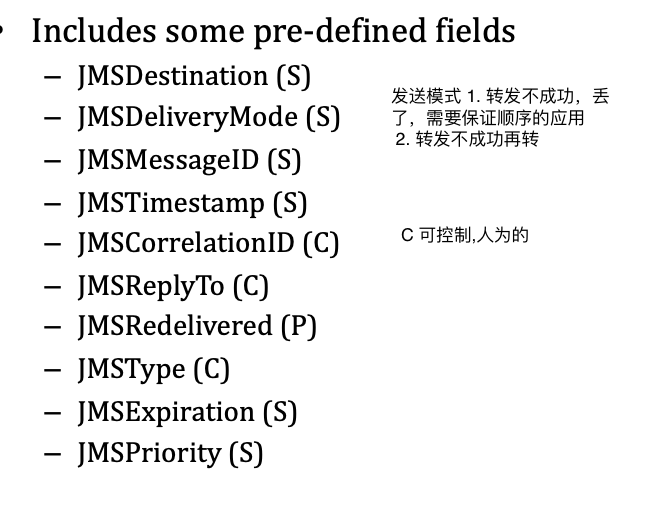 • Includes some pre-defined fields
– JMSDestination (S)
– JMSDeliveryMode (S)
– JMSMessageID (S)
– JMSTimestamp (S)
– JMSCorrelationID (C)
– JMSReplyTo (C)
– JMSRedelivered (P)
– JMSType (C)
– JMSExpiration (S)
– JMSPriority (S)
发送模式 1. 转发不成功，丢
了，需要保证顺序的应用
2. 转发不成功再转
C 可控制,人为的